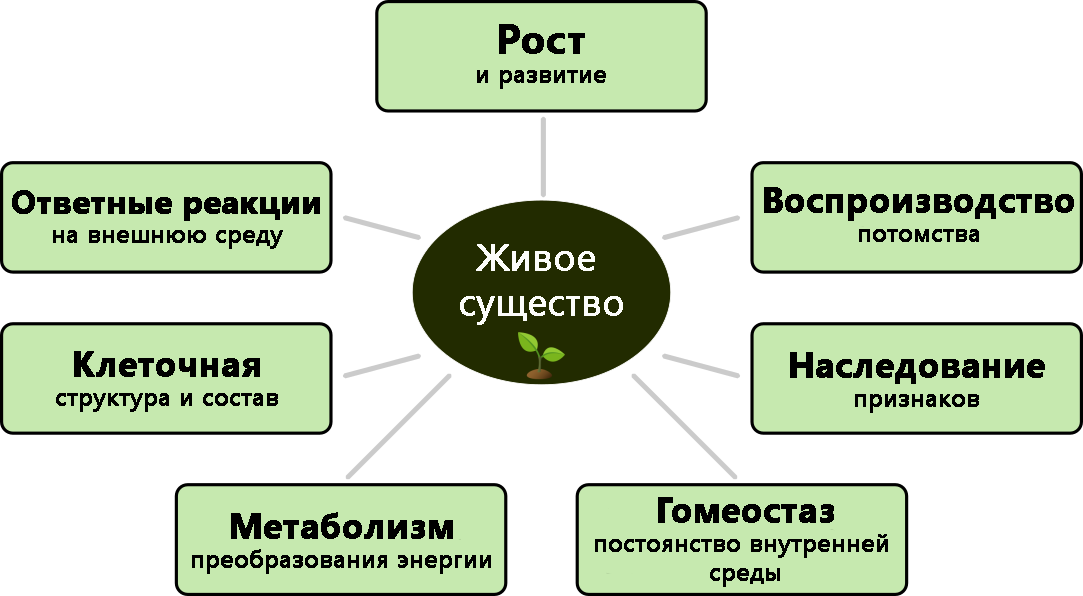 Рост
и развитие
Ответные реакции
на внешнюю среду
Воспроизводство
потомства
Живое
существо
Клеточная
структура и состав
Наследование
признаков
Метаболизм
преобразования энергии
Гомеостаз
постоянство внутренней
среды